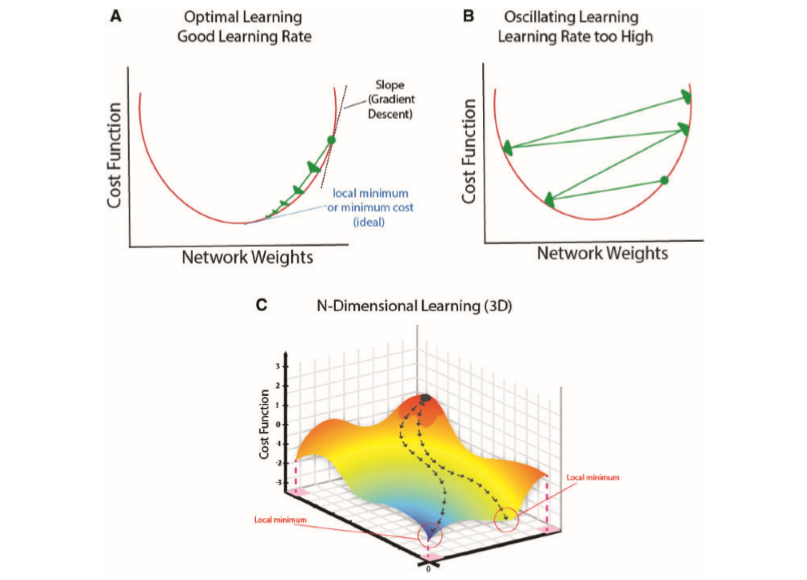 A
Optimal Learning
Good Learning Rate
Cost Function
Slope
(Gradient
Descent)
local minimum
or minimum cost
(ideal)
Network Weights
B
Oscillating Learning
Learning Rate too High
Cost Function
Network Weights
C
N-Dimensional Learning (3D)
Cost Function
3
2
1
0
-1
-2
-3
Local minimum
Local minimum
0